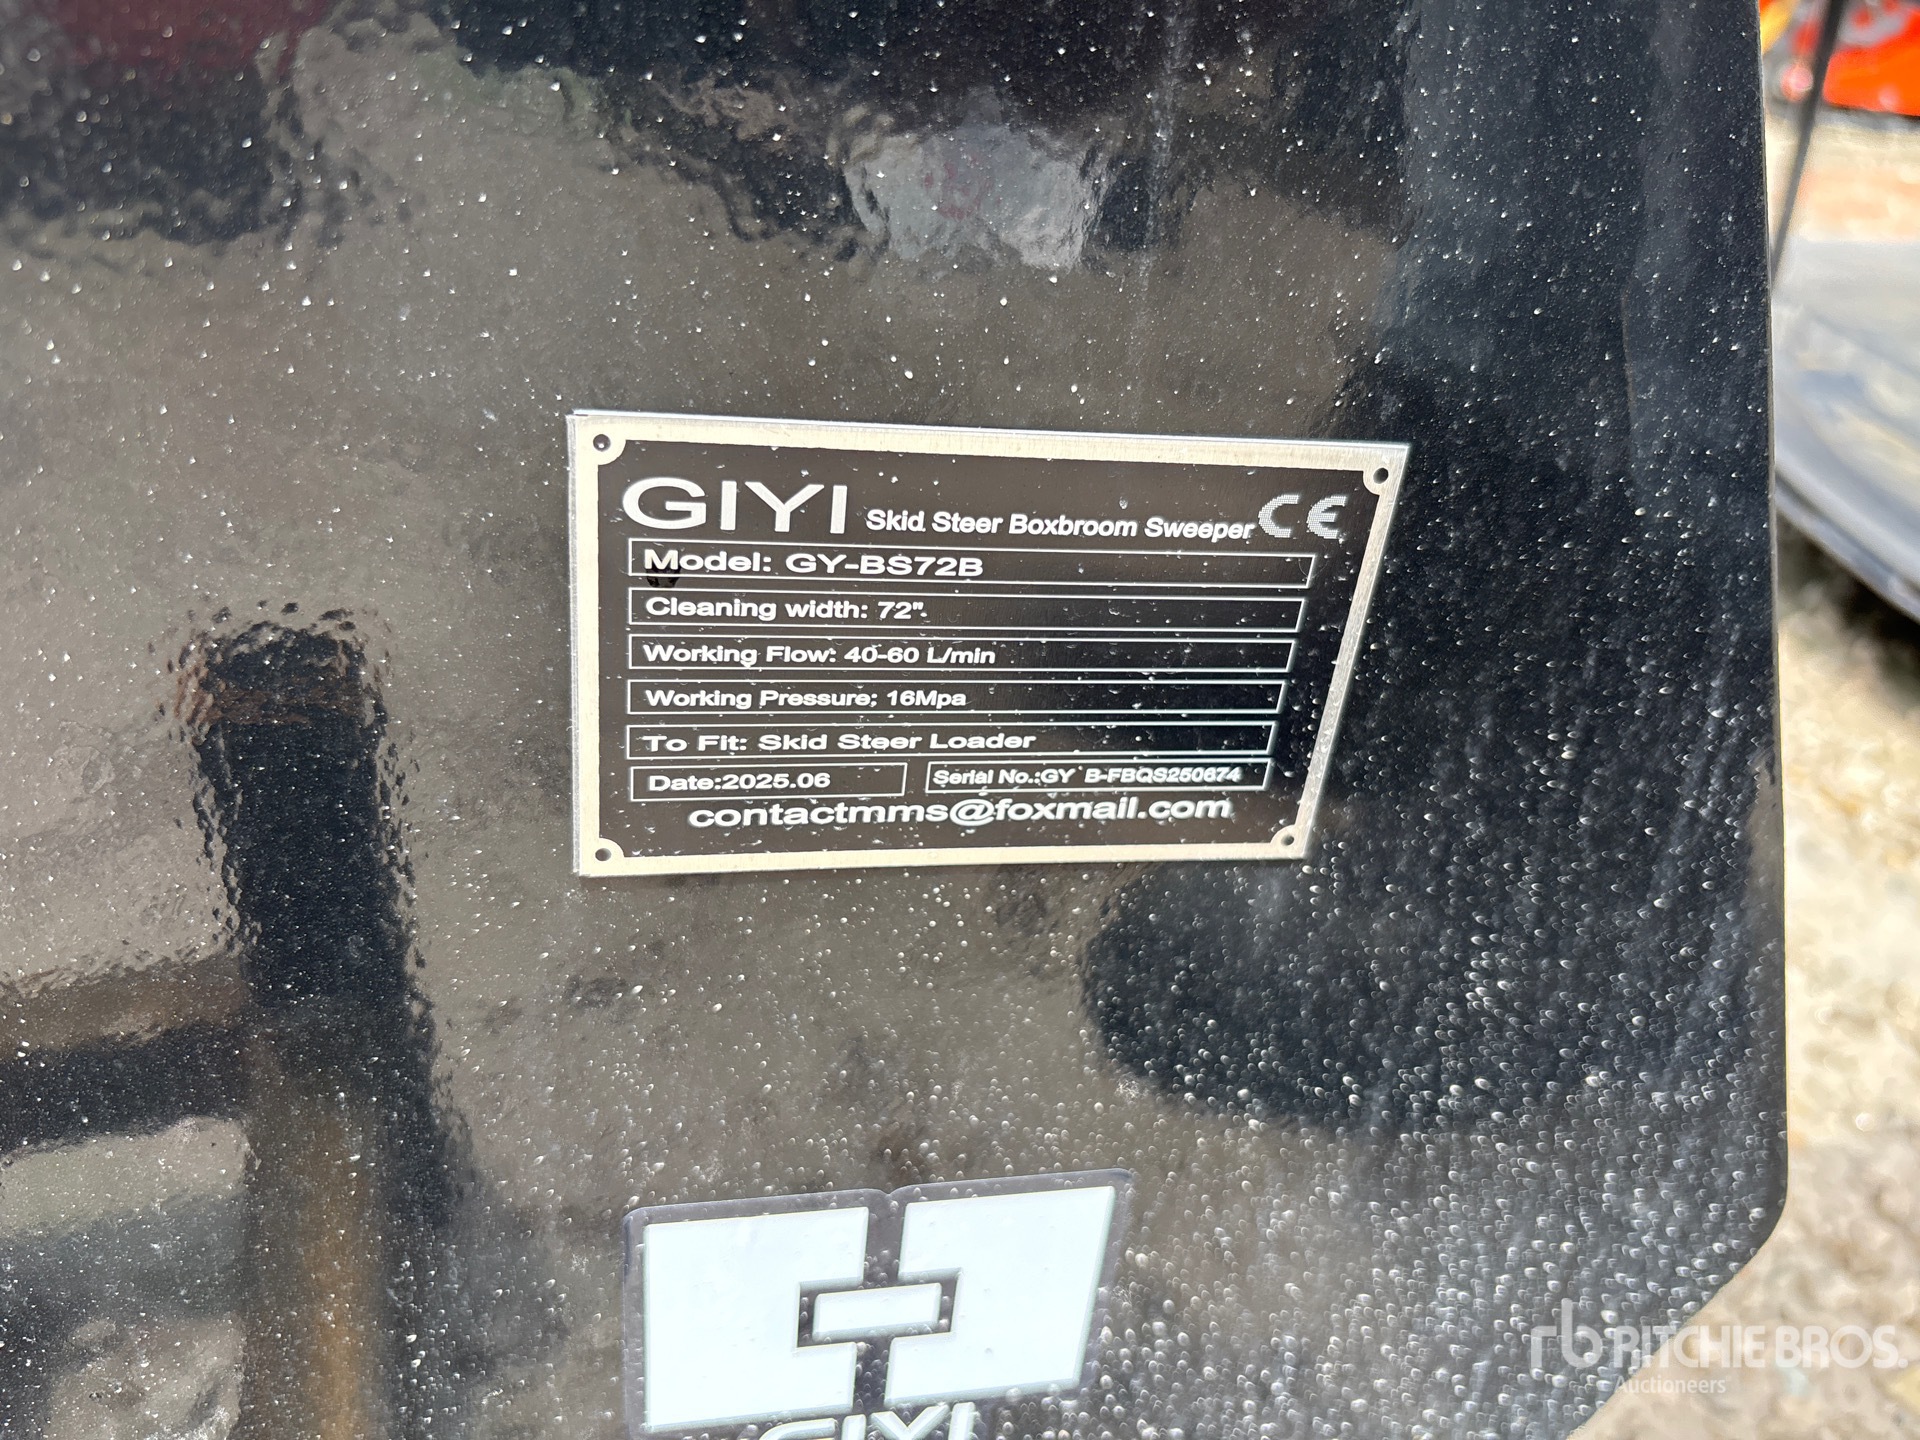 GIYI Skid Steer Boxbroom Sweeper CE
Model: GY-BS72B
Cleaning width: 72".
Working Flow: 40-60 L/min
Working Pressure: 16Mpa
To Fit: Skid Steer Loader
Date:2025.06 Serial No.:GY B-FBQS250674
contactmms@foxmail.com
GIYI
rb RITCHIE BROS.
Auctioneers